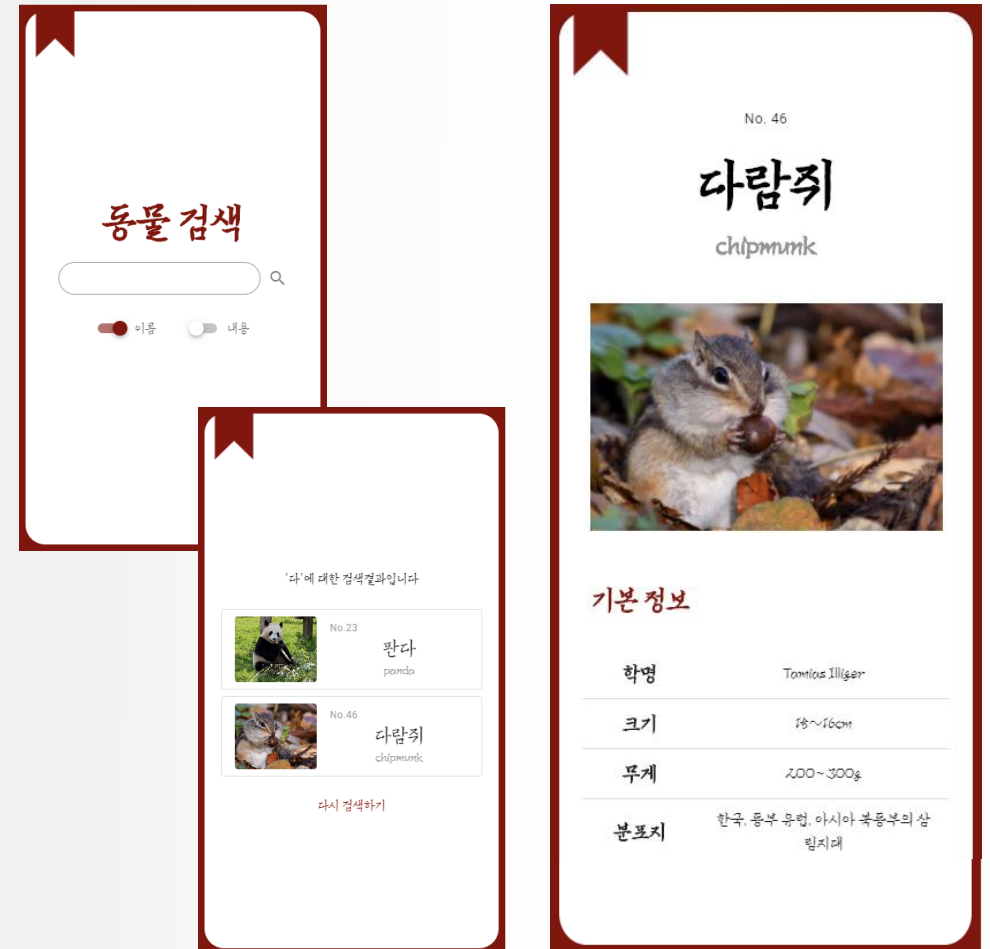 동물 검색
이름
내용
'다'에 대한 검색결과입니다
No.23
판다
panda
No.46
다람쥐
chipmunk
다시 검색하기
No. 46
다람쥐
chipmunk
기본 정보
학명
Tamias Illiger
크기
15~16cm
무게
200~300g
분포지
한국, 동부 유럽, 아시아 북동부의 삼
림지대